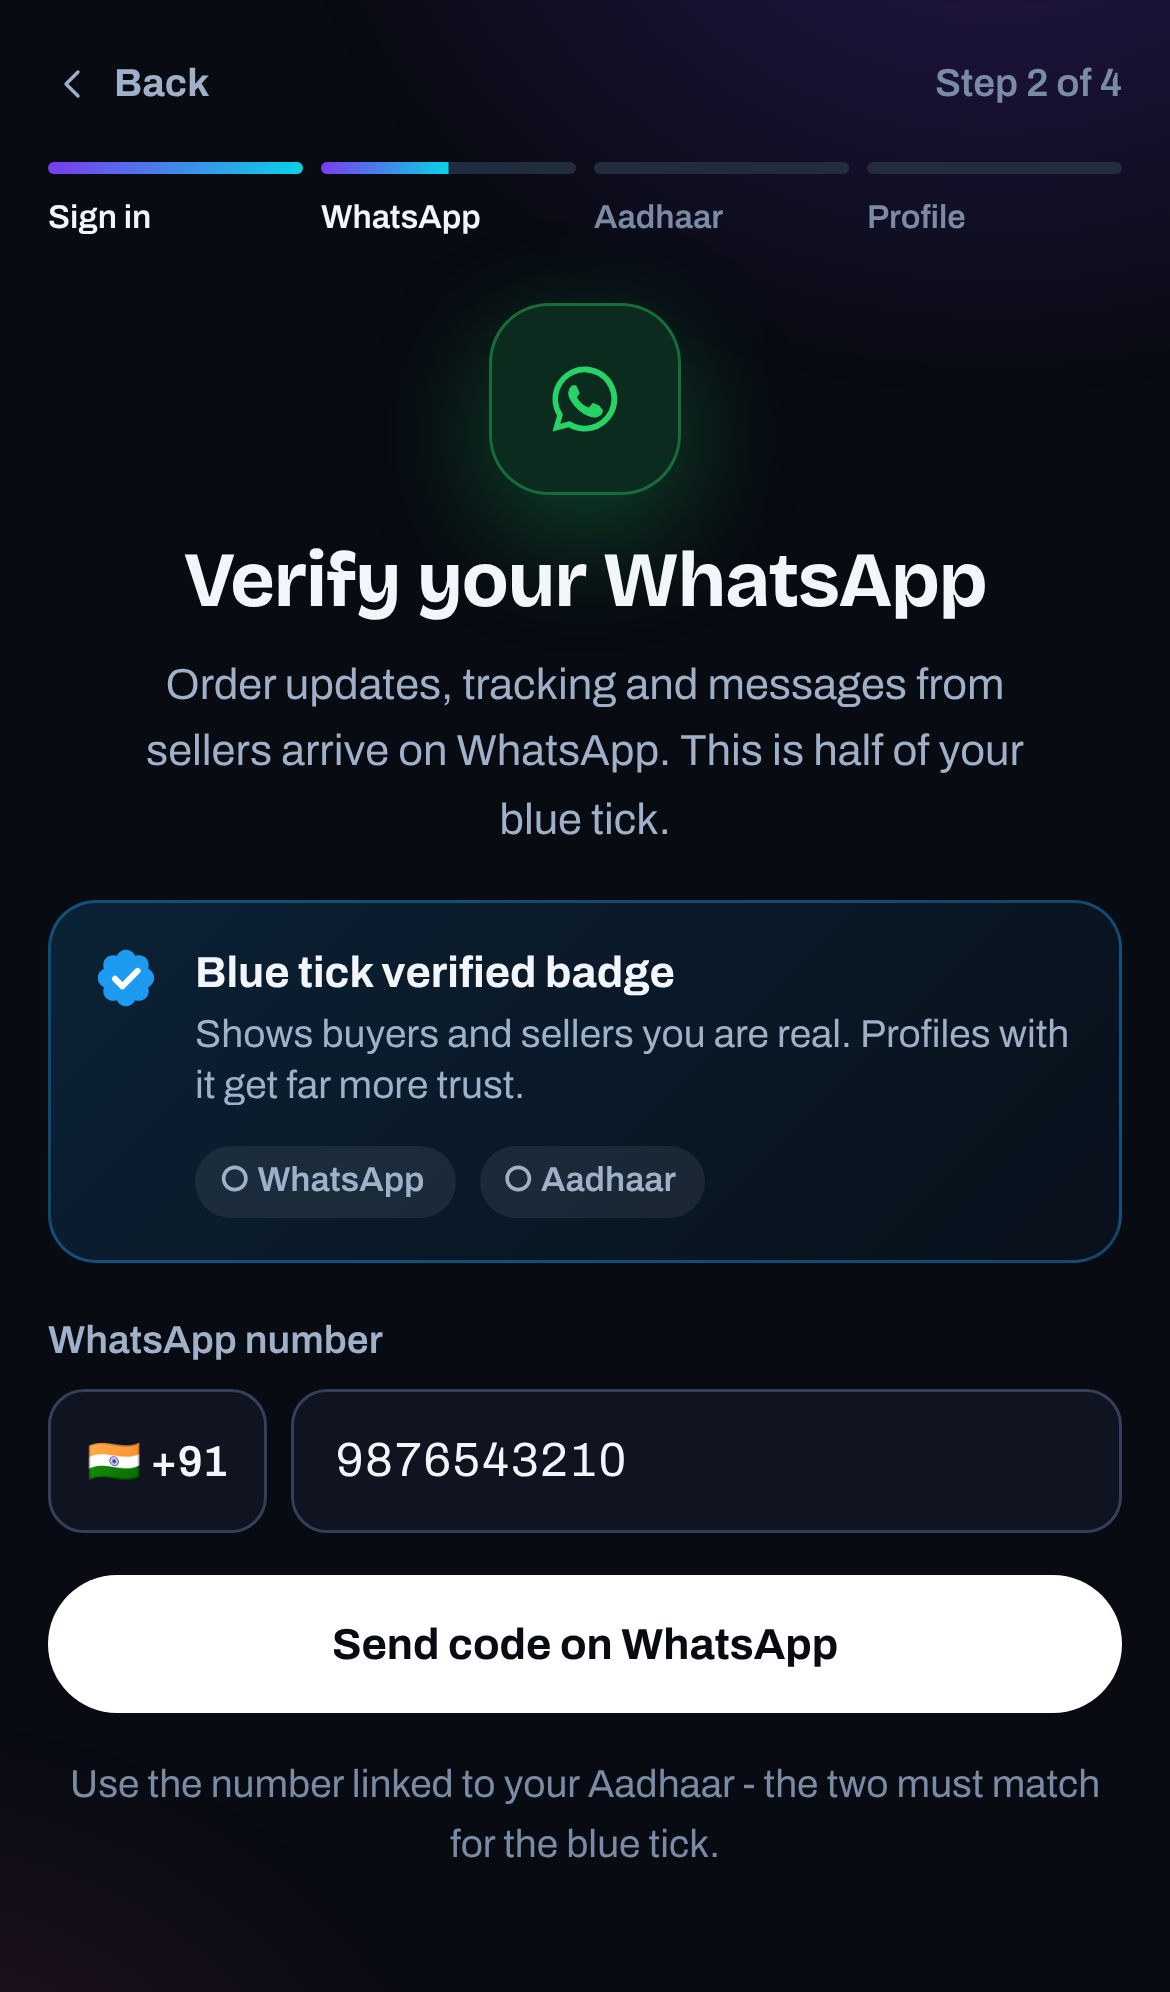 Back
Step 2 of 4
Sign in
WhatsApp
Aadhaar
Profile
Verify your WhatsApp
Order updates, tracking and messages from
sellers arrive on WhatsApp. This is half of your
blue tick.
Blue tick verified badge
Shows buyers and sellers you are real. Profiles with
it get far more trust.
WhatsApp
Aadhaar
WhatsApp number
🇮🇳 +91
9876543210
Send code on WhatsApp
Use the number linked to your Aadhaar - the two must match
for the blue tick.